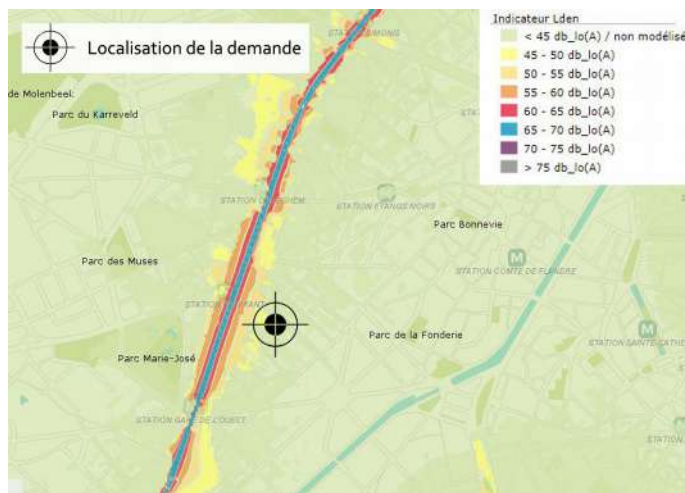 Localisation de la demande
Indicateur Lden
< 45 db_lo(A) / non modélisé
45 - 50 db_lo(A)
50 - 55 db_lo(A)
55 - 60 db_lo(A)
60 - 65 db_lo(A)
65 - 70 db_lo(A)
70 - 75 db_lo(A)
> 75 db_lo(A)
de Molenbeek:
Parc du Karreveld
STATION ETANGS NOIRS
Parc Bonnevie
Parc des Muses
M
STATION COMTE DE FLANDRE
STATION
Parc de la Fonderie
M
Parc Marie-José
STATION GARE DE L'OUEST
STATION